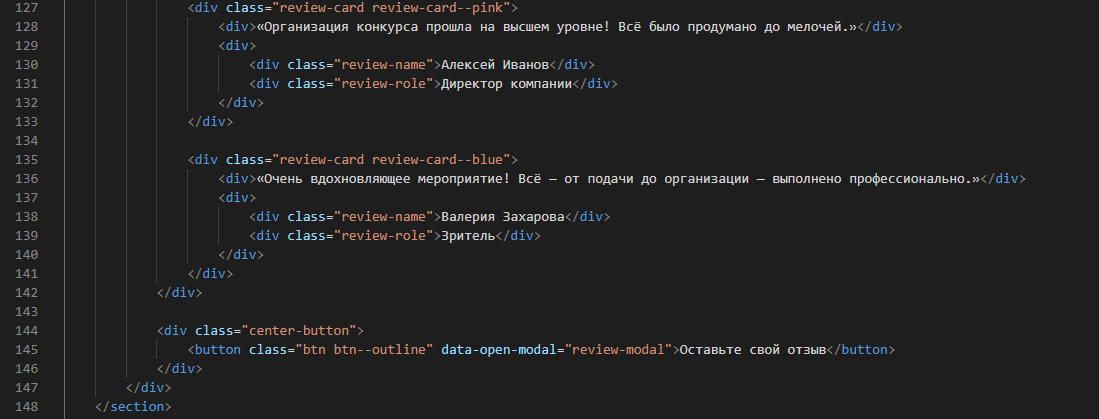 127 <div class="review-card review-card--pink">
128 <div>«Организация конкурса прошла на высшем уровне! Всё было продумано до мелочей.»</div>
129 <div>
130 <div class="review-name">Алексей Иванов</div>
131 <div class="review-role">Директор компании</div>
132 </div>
133 </div>
134
135 <div class="review-card review-card--blue">
136 <div>«Очень вдохновляющее мероприятие! Всё — от подачи до организации — выполнено профессионально.»</div>
137 <div>
138 <div class="review-name">Валерия Захарова</div>
139 <div class="review-role">Зритель</div>
140 </div>
141 </div>
142 </div>
143
144 <div class="center-button">
145 <button class="btn btn--outline" data-open-modal="review-modal">Оставьте свой отзыв</button>
146 </div>
147 </div>
148 </section>